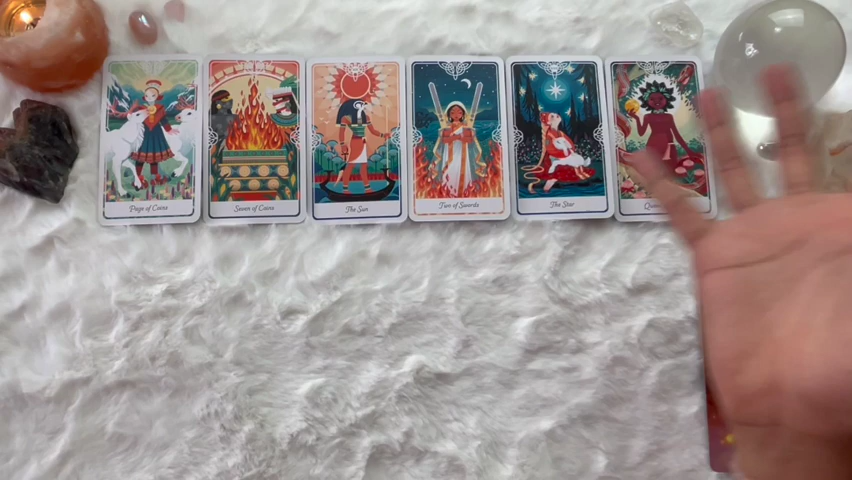 Page of Coins
Seven of Coins
The Sun
Two of Swords
The Star